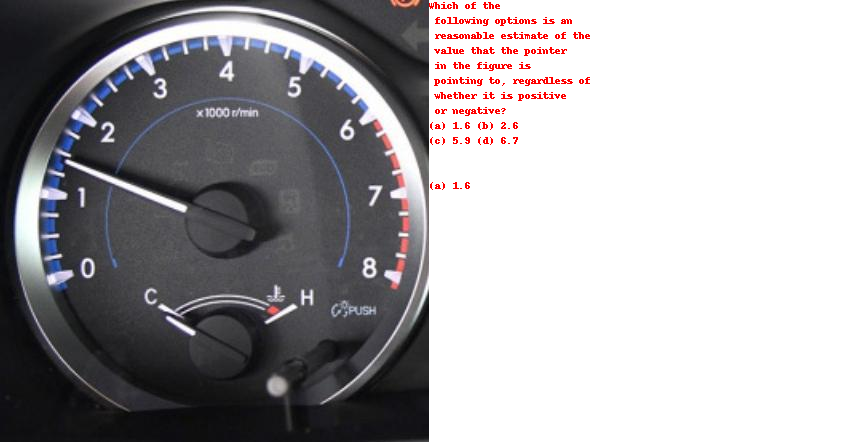 4
3
5
x1000 r/min
2
6
1
7
0
8
C
H
PUSH
Which of the
following options is an
reasonable estimate of the
value that the pointer
in the figure is
pointing to, regardless of
whether it is positive
or negative?
(a) 1.6 (b) 2.6
(c) 5.9 (d) 6.7
(a) 1.6